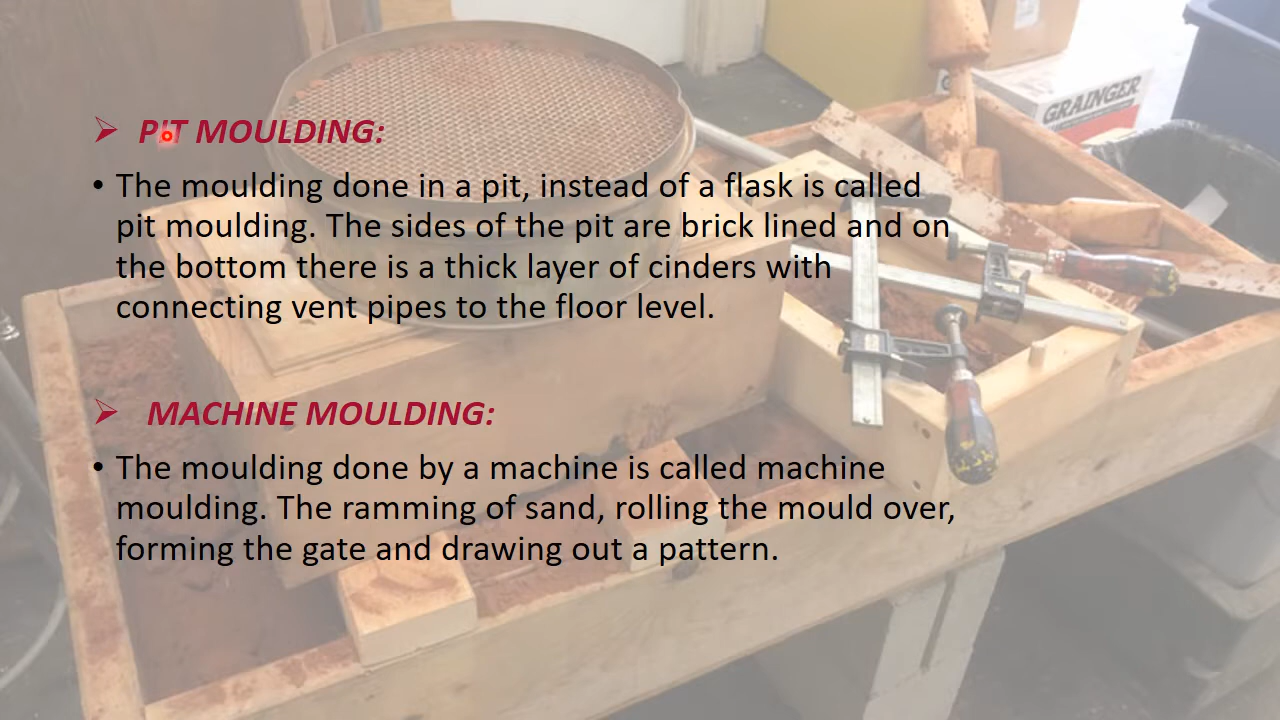 GRAINGER
➢ PIT MOULDING:
• The moulding done in a pit, instead of a flask is called
pit moulding. The sides of the pit are brick lined and on
the bottom there is a thick layer of cinders with
connecting vent pipes to the floor level.
➢ MACHINE MOULDING:
• The moulding done by a machine is called machine
moulding. The ramming of sand, rolling the mould over,
forming the gate and drawing out a pattern.